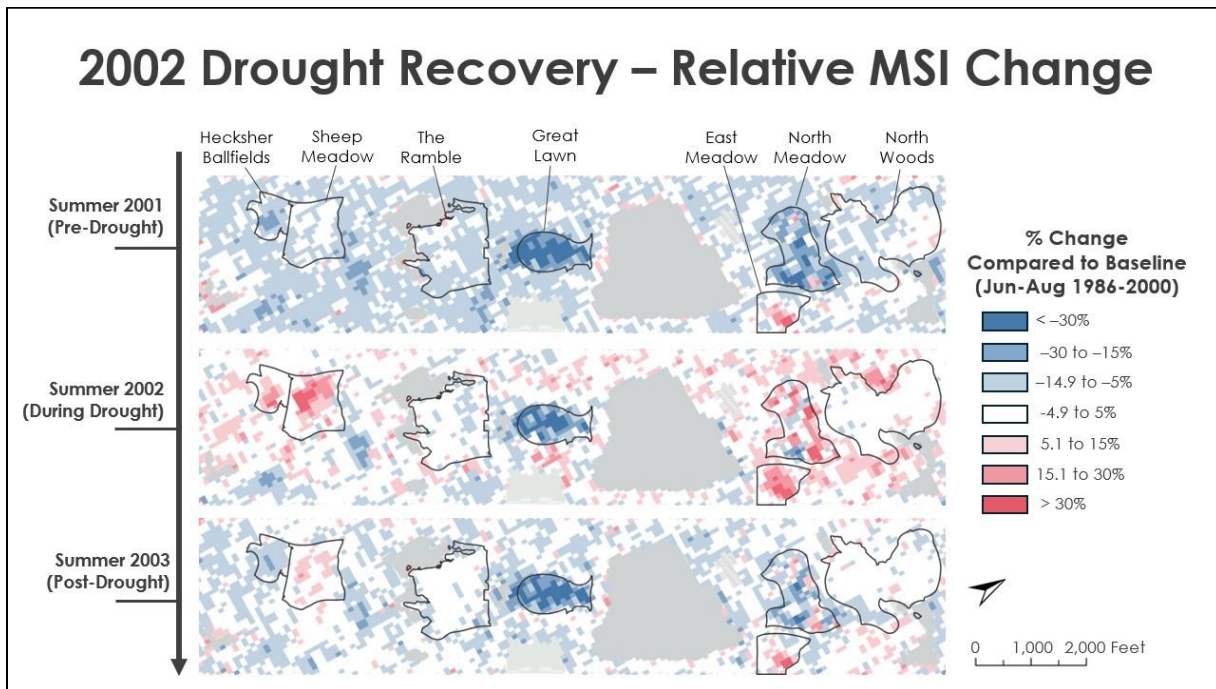 2002 Drought Recovery – Relative MSI Change
Hecksher
Ballfields
Sheep
Meadow
The
Ramble
Great
Lawn
East
Meadow
North
Meadow
North
Woods
Summer 2001
(Pre-Drought)
Summer 2002
(During Drought)
Summer 2003
(Post-Drought)
% Change
Compared to Baseline
(Jun-Aug 1986-2000)
< –30%
–30 to –15%
–14.9 to –5%
-4.9 to 5%
5.1 to 15%
15.1 to 30%
> 30%
0 1,000 2,000 Feet